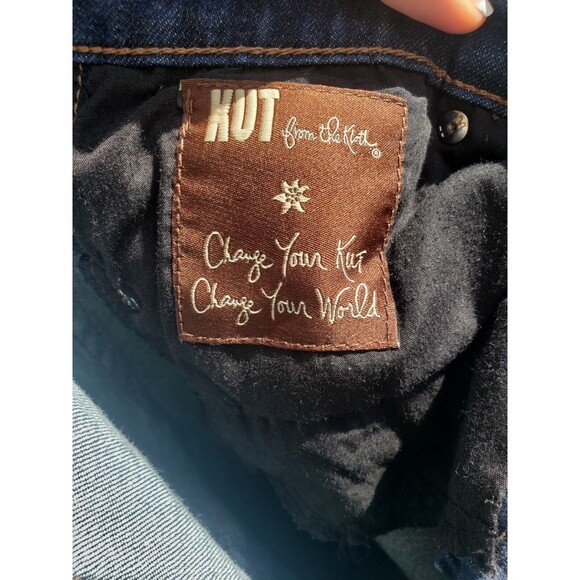 KUT from the Kloth®
Change Your Kut
Change Your World